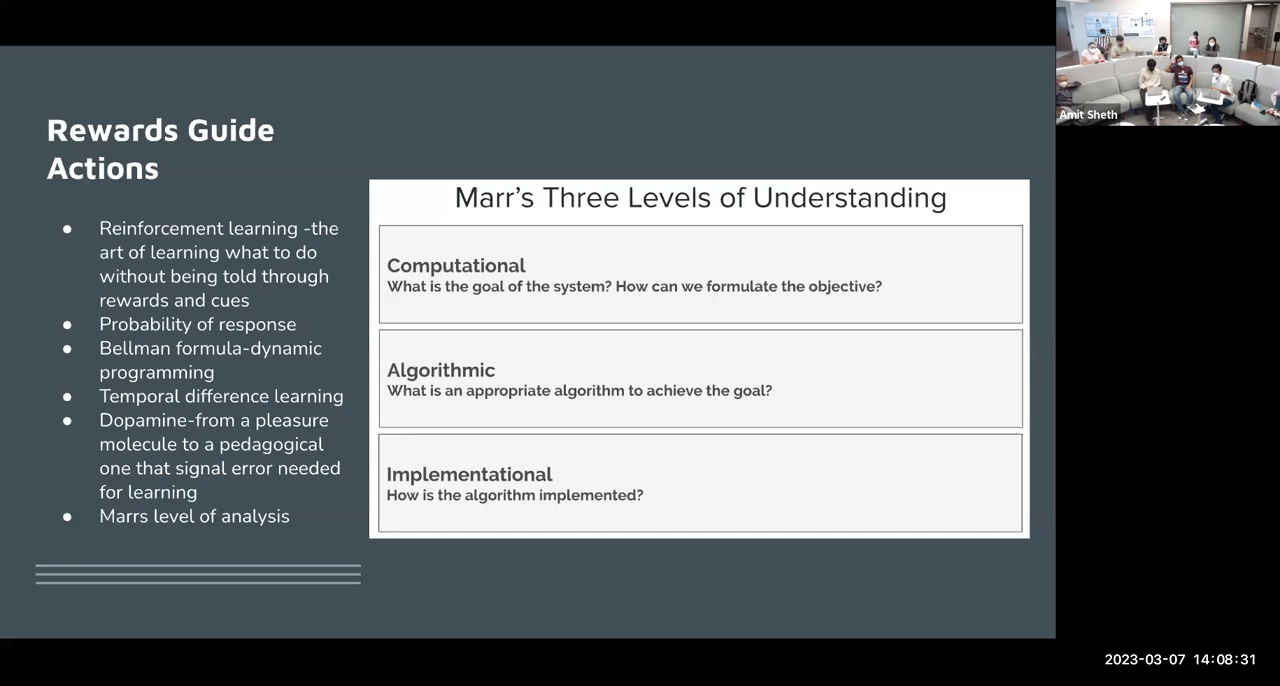 Rewards Guide
Actions
● Reinforcement learning -the
art of learning what to do
without being told through
rewards and cues
● Probability of response
● Bellman formula-dynamic
programming
● Temporal difference learning
● Dopamine-from a pleasure
molecule to a pedagogical
one that signal error needed
for learning
● Marrs level of analysis
Marr's Three Levels of Understanding
Computational
What is the goal of the system? How can we formulate the objective?
Algorithmic
What is an appropriate algorithm to achieve the goal?
Implementational
How is the algorithm implemented?
Amit Sheth
2023-03-07 14:08:31